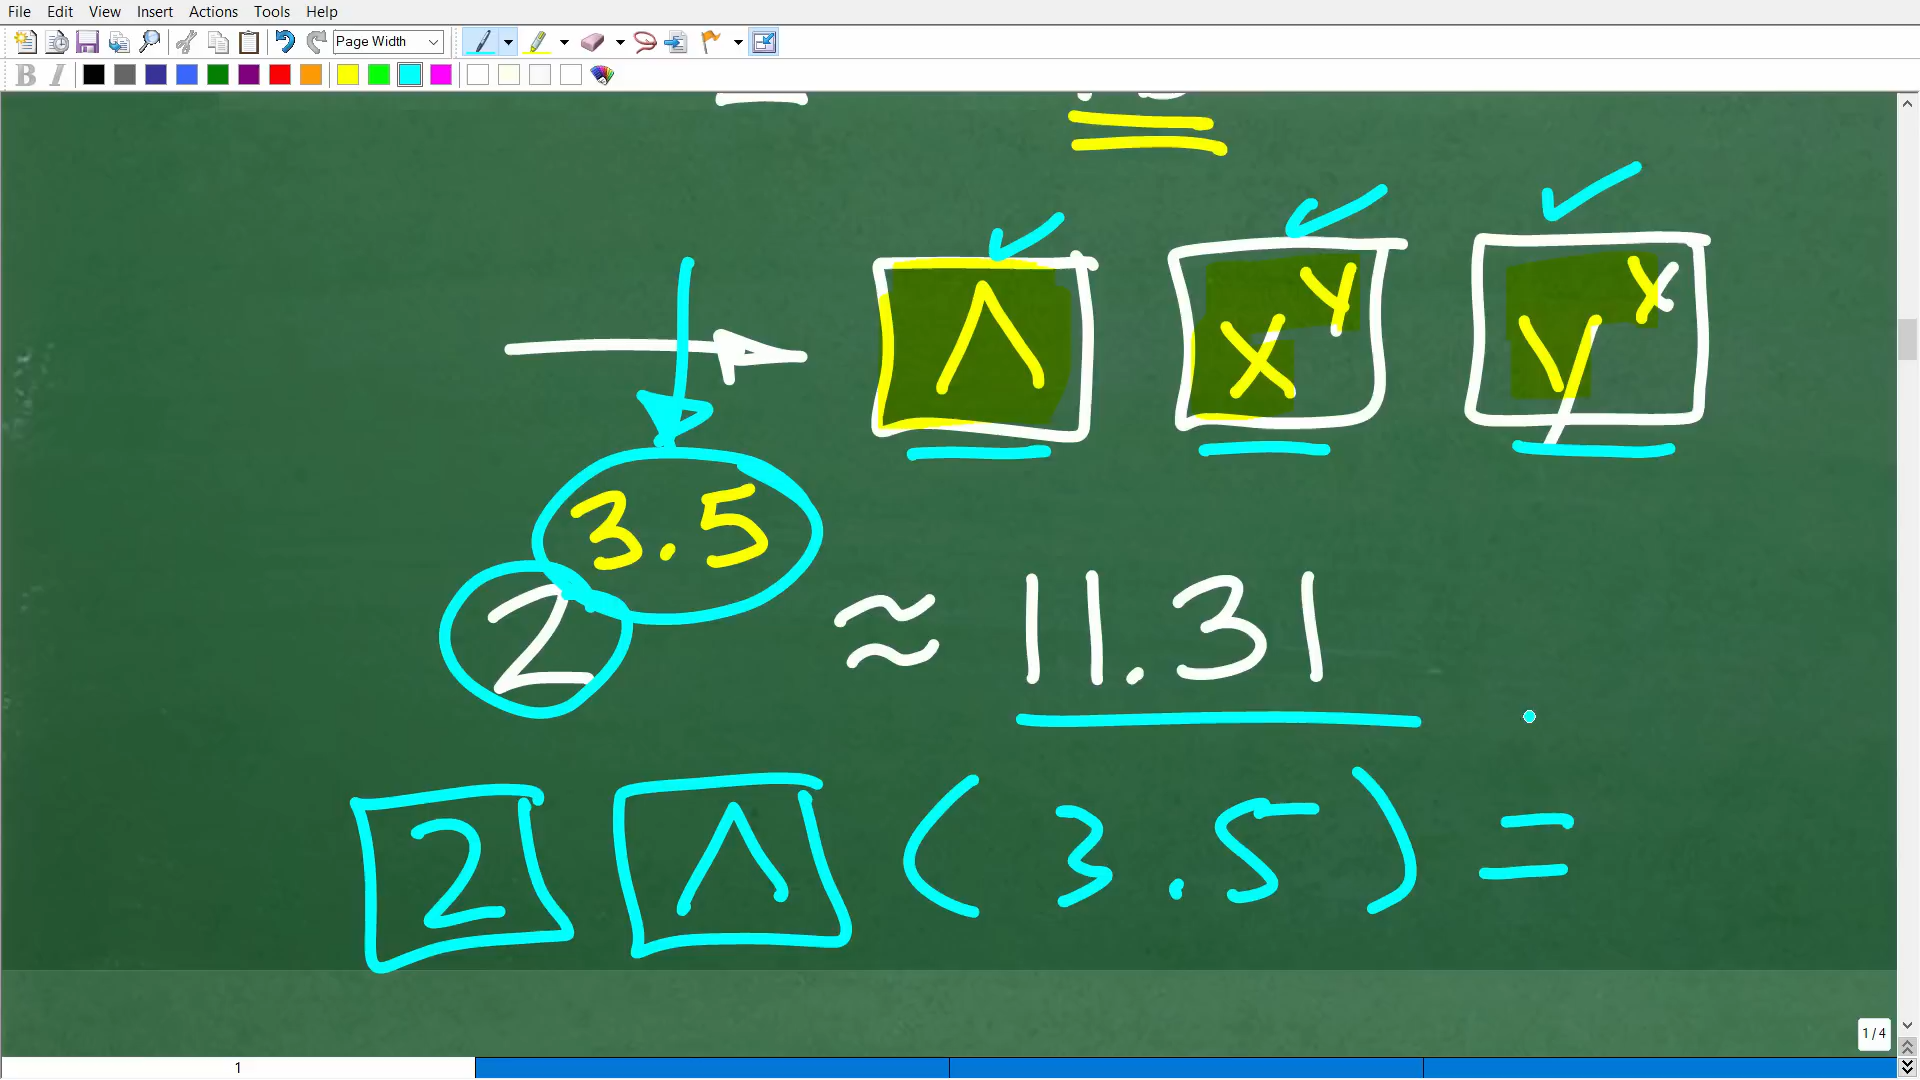 File Edit View Insert Actions Tools Help
Page Width
B I
^ x^y y^x
2^3.5 ≈ 11.31
2 ^ (3.5) =
1 / 4
1